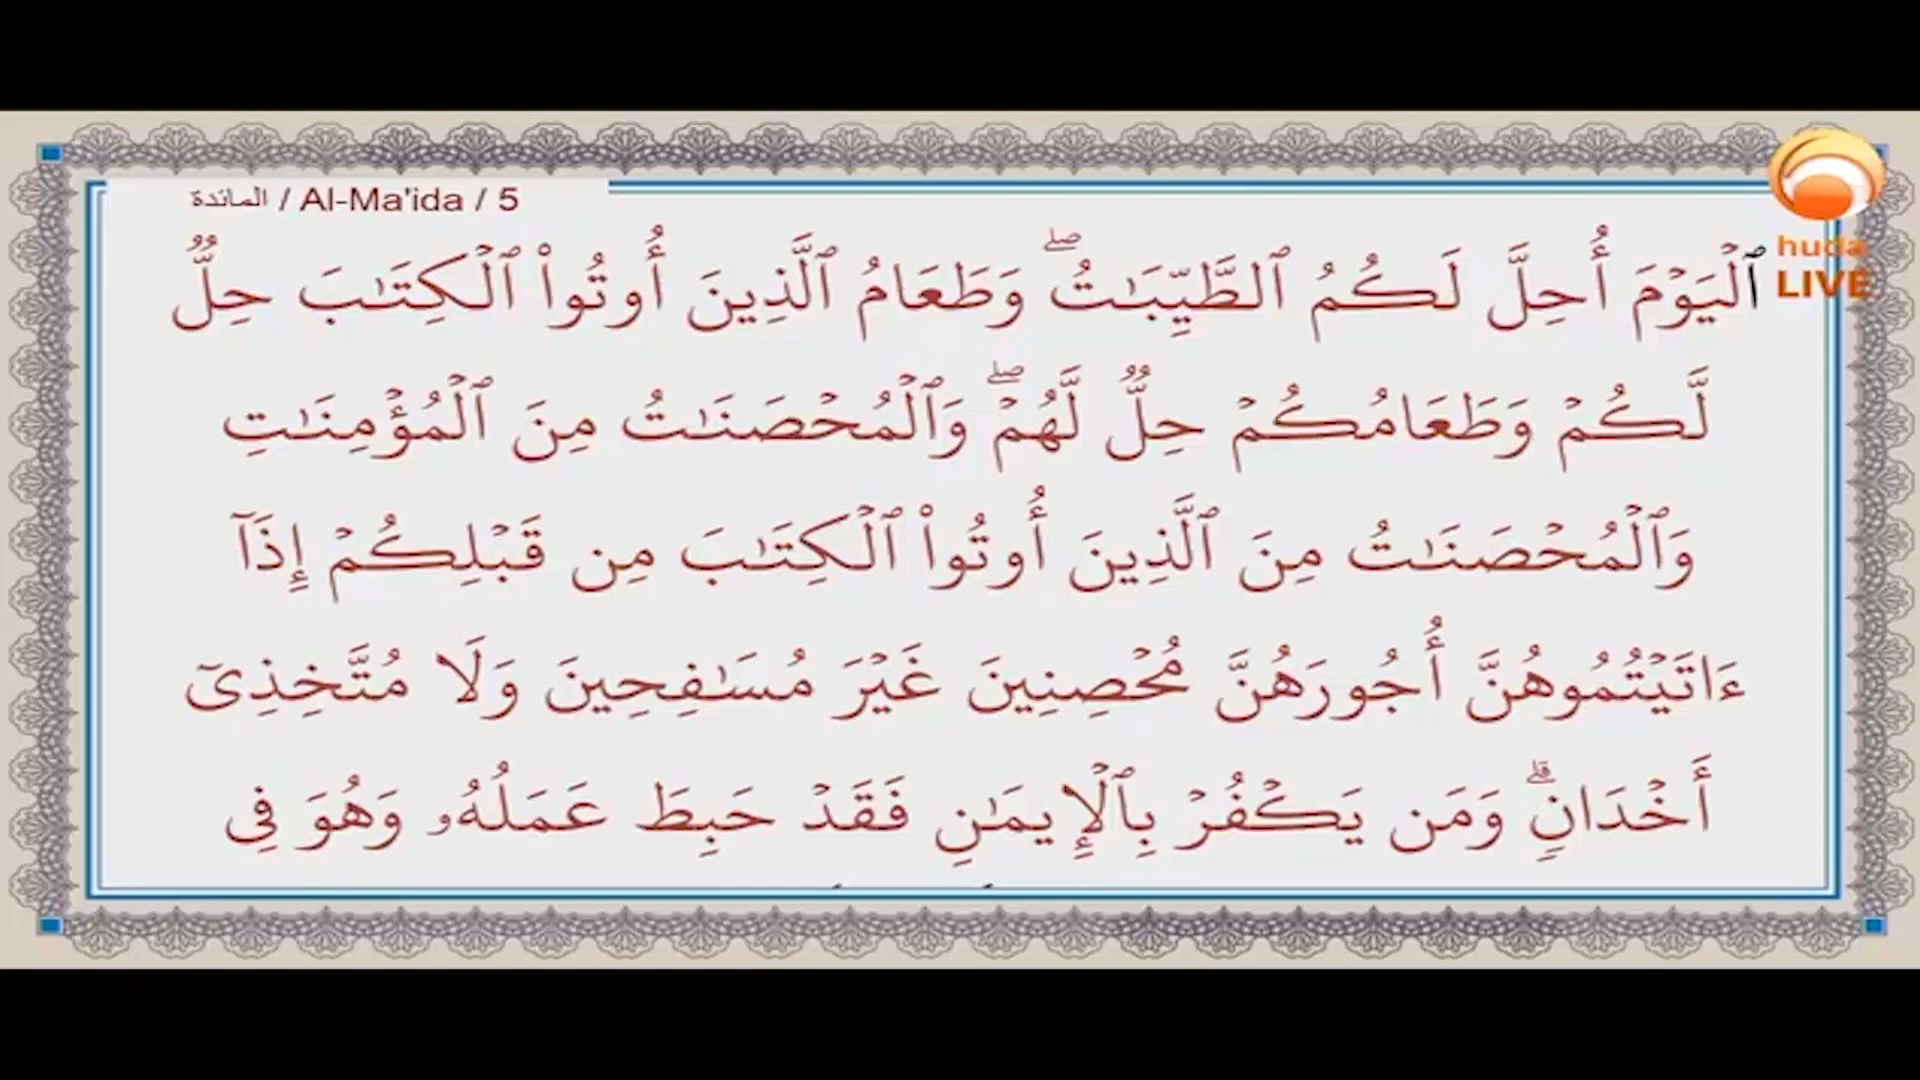 المائدة / Al-Ma'ida / 5
huda
LIVE
ٱلْيَوْمَ أُحِلَّ لَكُمُ ٱلطَّيِّبَـٰتُ ۖ وَطَعَامُ ٱلَّذِينَ أُوتُوا۟ ٱلْكِتَـٰبَ حِلٌّ
لَّكُمْ وَطَعَامُكُمْ حِلٌّ لَّهُمْ ۖ وَٱلْمُحْصَنَـٰتُ مِنَ ٱلْمُؤْمِنَـٰتِ
وَٱلْمُحْصَنَـٰتُ مِنَ ٱلَّذِينَ أُوتُوا۟ ٱلْكِتَـٰبَ مِن قَبْلِكُمْ إِذَآ
ءَاتَيْتُمُوهُنَّ أُجُورَهُنَّ مُحْصِنِينَ غَيْرَ مُسَـٰفِحِينَ وَلَا مُتَّخِذِىٓ
أَخْدَانٍ ۗ وَمَن يَكْفُرْ بِٱلْإِيمَـٰنِ فَقَدْ حَبِطَ عَمَلُهُۥ وَهُوَ فِى